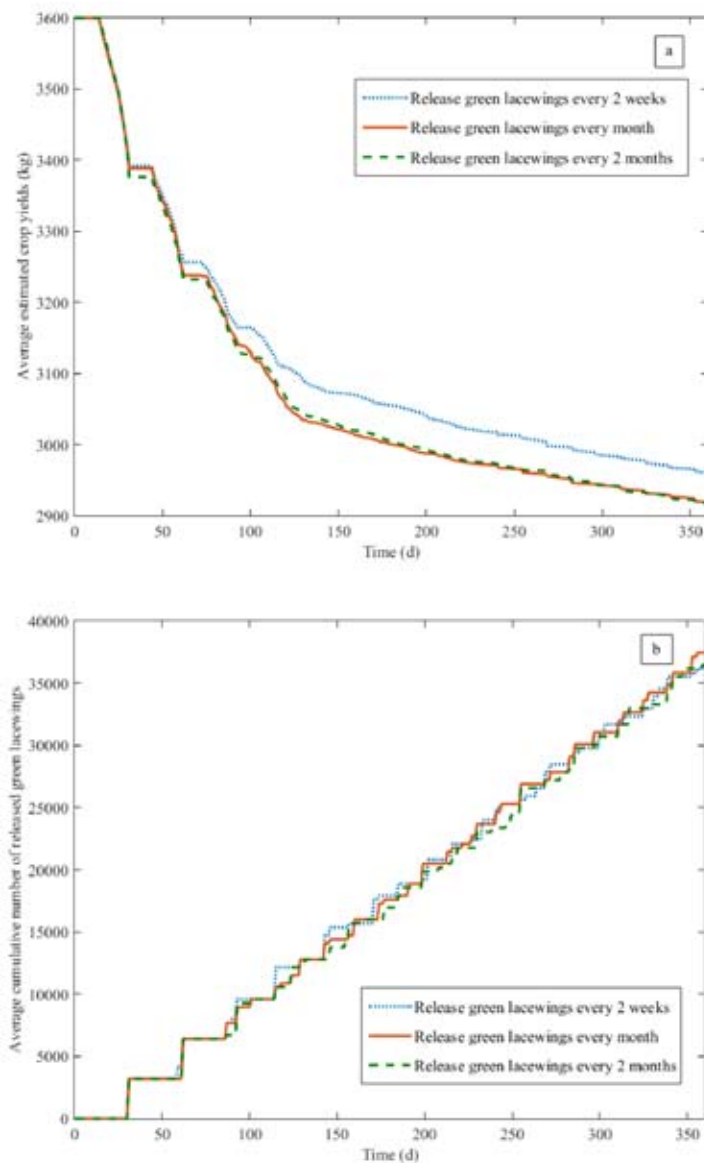 3600
a
Release green lacewings every 2 weeks
3500
Release green lacewings every month
Release green lacewings every 2 months
3400
Average estimated crop yields (kg)
3300
3200
3100
3000
2900
0 50 100 150 200 250 300 350
Time (d)
40000
b
35000
30000
Average cumulative number of released green lacewings
25000
20000
15000
10000
Release green lacewings every 2 weeks
Release green lacewings every month
5000
Release green lacewings every 2 months
0
0 50 100 150 200 250 300 350
Time (d)